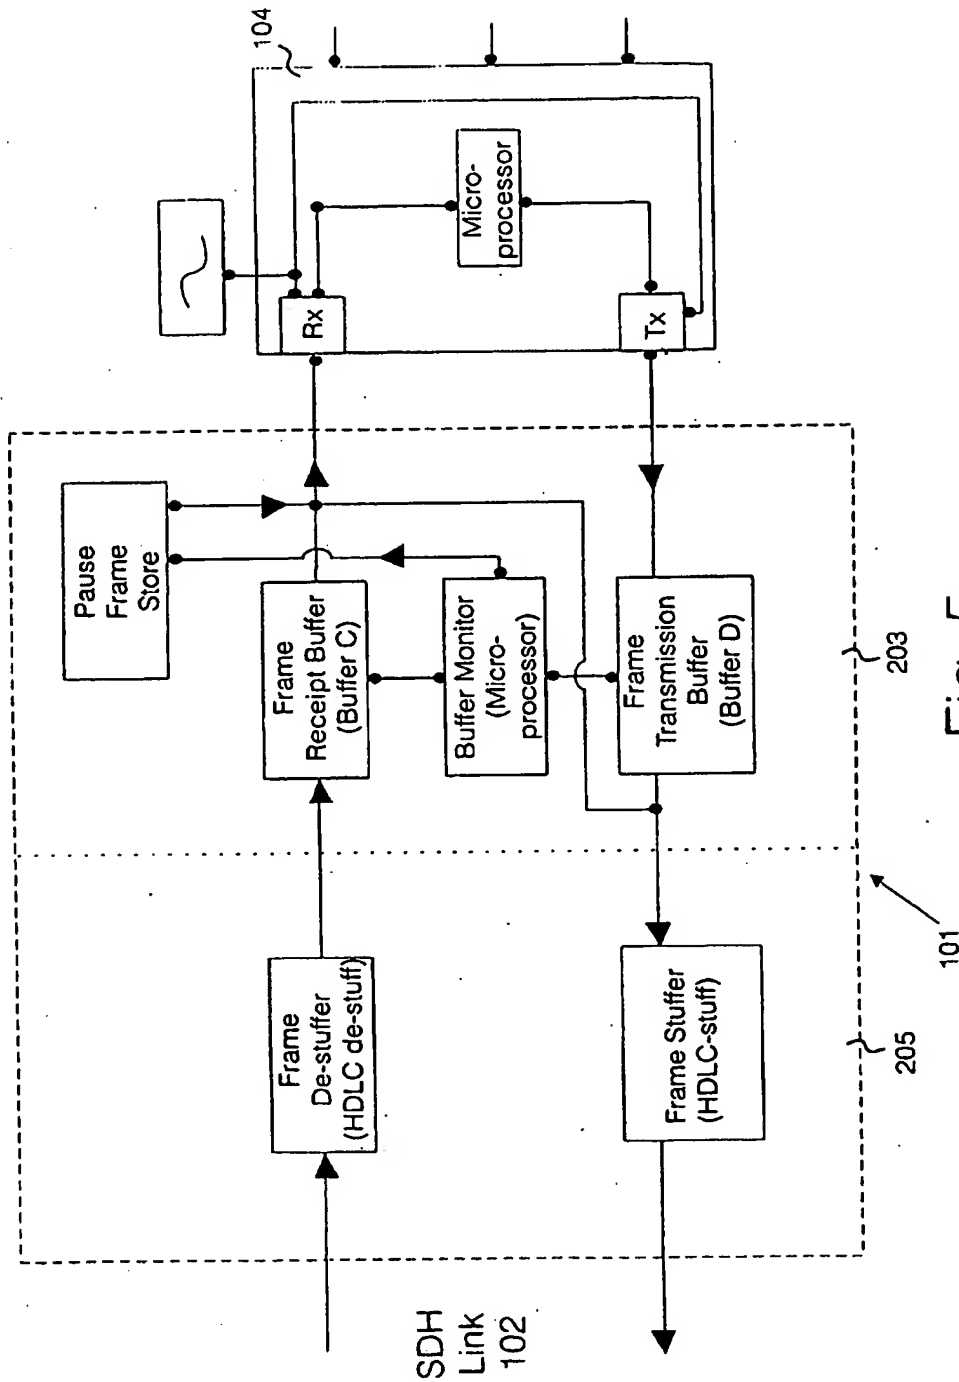 104
Micro-
processor
Rx
Tx
Pause
Frame
Store
Frame
Receipt Buffer
(Buffer C)
Buffer Monitor
(Micro-
processor)
Frame
Transmission
Buffer
(Buffer D)
203
Frame
De-stuffer
(HDLC de-stuff)
Frame Stuffer
(HDLC-stuff)
205
101
SDH
Link
102